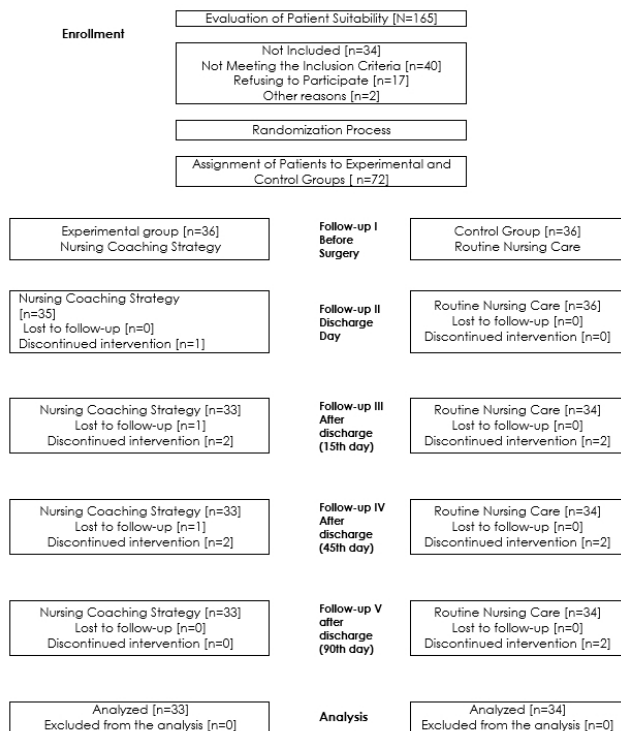 Evaluation of Patient Suitability [N=165]
Enrollment
Not Included [n=34]
Not Meeting the Inclusion Criteria [n=40]
Refusing to Participate [n=17]
Other reasons [n=2]
Randomization Process
Assignment of Patients to Experimental and
Control Groups [ n=72]
Experimental group [n=36]
Nursing Coaching Strategy
Follow-up I
Before
Surgery
Control Group [n=36]
Routine Nursing Care
Nursing Coaching Strategy
[n=35]
Lost to follow-up [n=0]
Discontinued intervention [n=1]
Follow-up II
Discharge
Day
Routine Nursing Care [n=36]
Lost to follow-up [n=0]
Discontinued intervention [n=0]
Nursing Coaching Strategy [n=33]
Lost to follow-up [n=1]
Discontinued intervention [n=2]
Follow-up III
After
discharge
(15th day)
Routine Nursing Care [n=34]
Lost to follow-up [n=0]
Discontinued intervention [n=2]
Nursing Coaching Strategy [n=33]
Lost to follow-up [n=1]
Discontinued intervention [n=2]
Follow-up IV
After
discharge
(45th day)
Routine Nursing Care [n=34]
Lost to follow-up [n=0]
Discontinued intervention [n=2]
Nursing Coaching Strategy [n=33]
Lost to follow-up [n=0]
Discontinued intervention [n=0]
Follow-up V
after
discharge
(90th day)
Routine Nursing Care [n=34]
Lost to follow-up [n=0]
Discontinued intervention [n=2]
Analyzed [n=33]
Excluded from the analysis [n=0]
Analysis
Analyzed [n=34]
Excluded from the analysis [n=0]